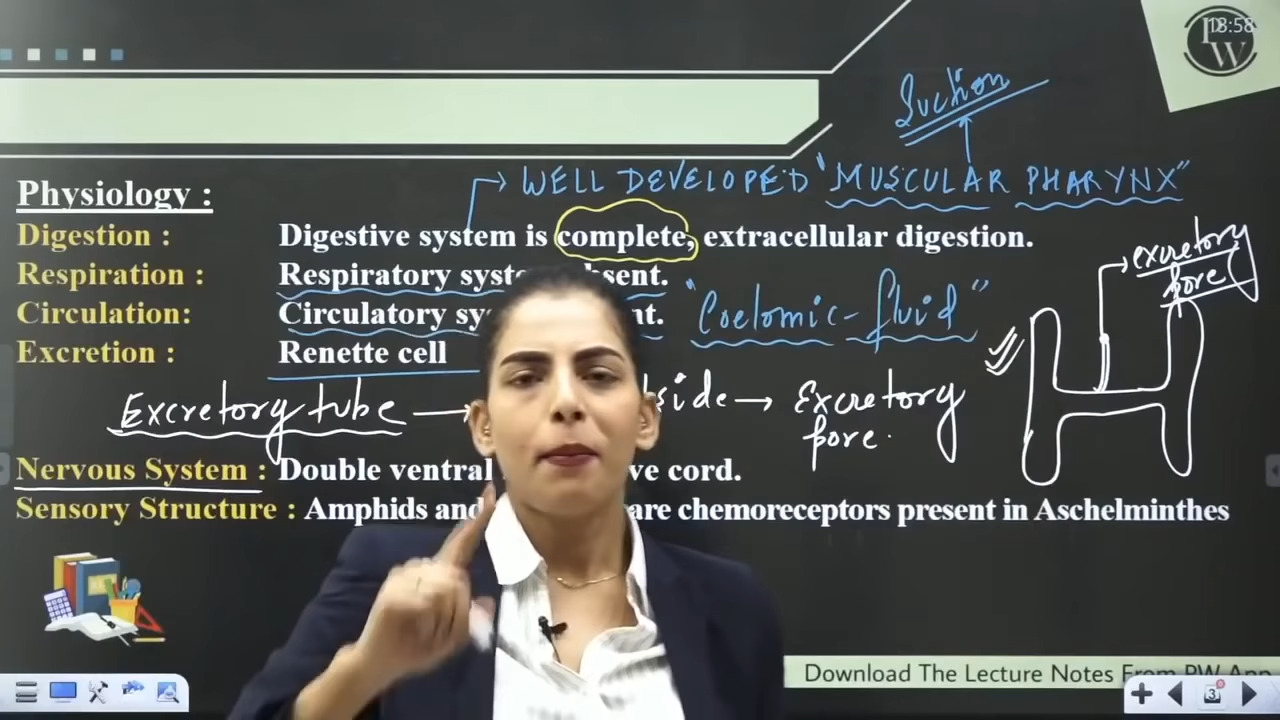 18:58
PW
Suction
WELL DEVELOPED "MUSCULAR PHARYNX"
Physiology :
Digestion : Digestive system is complete, extracellular digestion.
excretory
pore
Respiration : Respiratory syst sent.
Circulation: Circulatory sy t. "Coelomic-fluid"
Excretion : Renette cell
Excretory tube → side → Excretory
pore.
Nervous System : Double ventral ve cord.
Sensory Structure : Amphids and are chemoreceptors present in Aschelminthes
Download The Lecture Notes From PW App
3